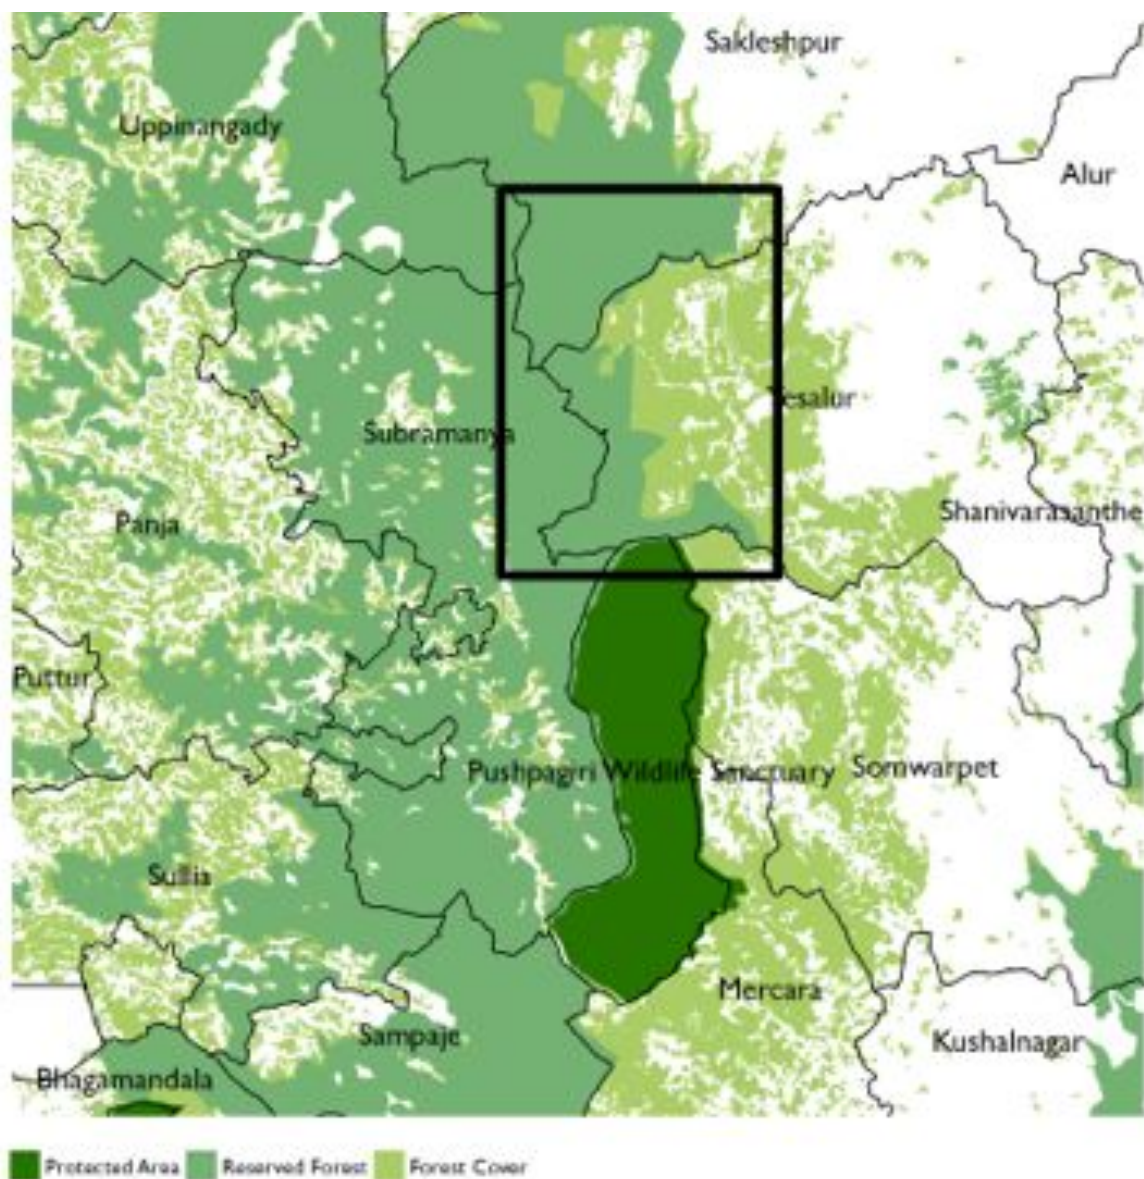 Sakleshpur
Uppinangady
Alur
Yesalur
Subramanya
Shanivarasanthe
Panja
Puttur
Pushpagiri Wildlife Sanctuary
Somwarpet
Sullia
Mercara
Sampaje
Kushalnagar
Bhagamandala
Protected Area Reserved Forest Forest Cover